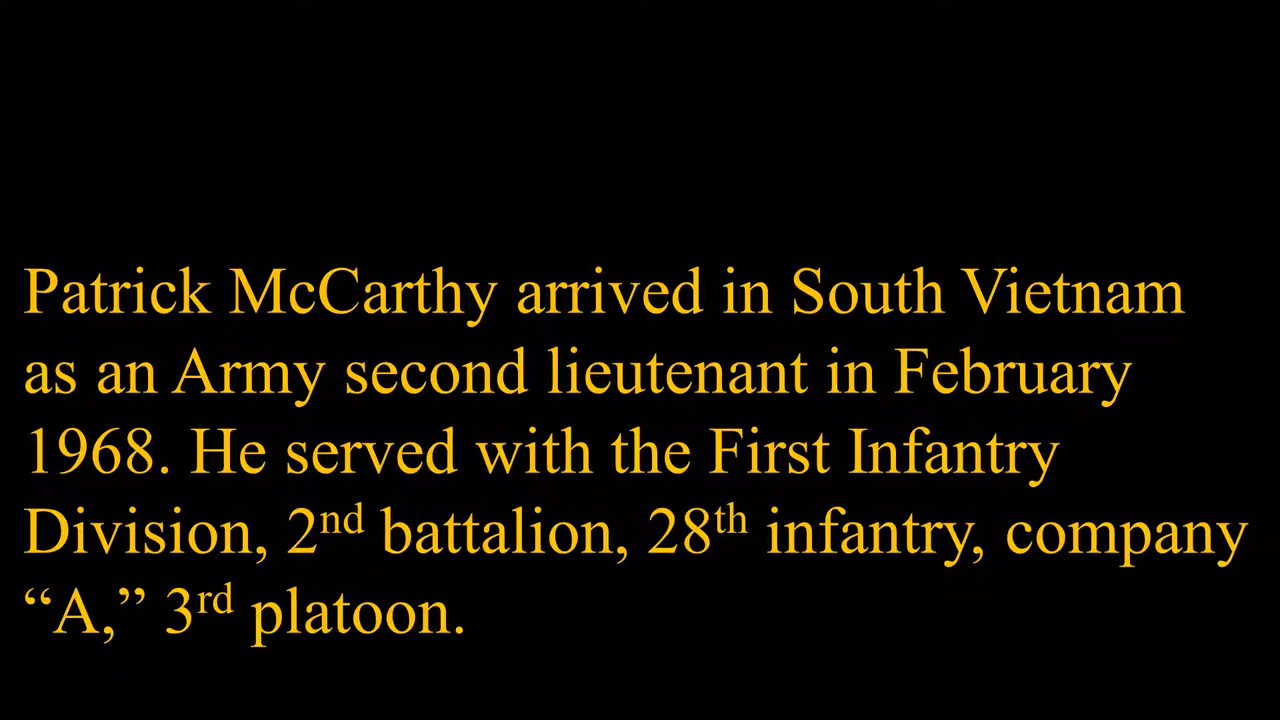 Patrick McCarthy arrived in South Vietnam
as an Army second lieutenant in February
1968. He served with the First Infantry
Division, 2nd battalion, 28th infantry, company
“A,” 3rd platoon.